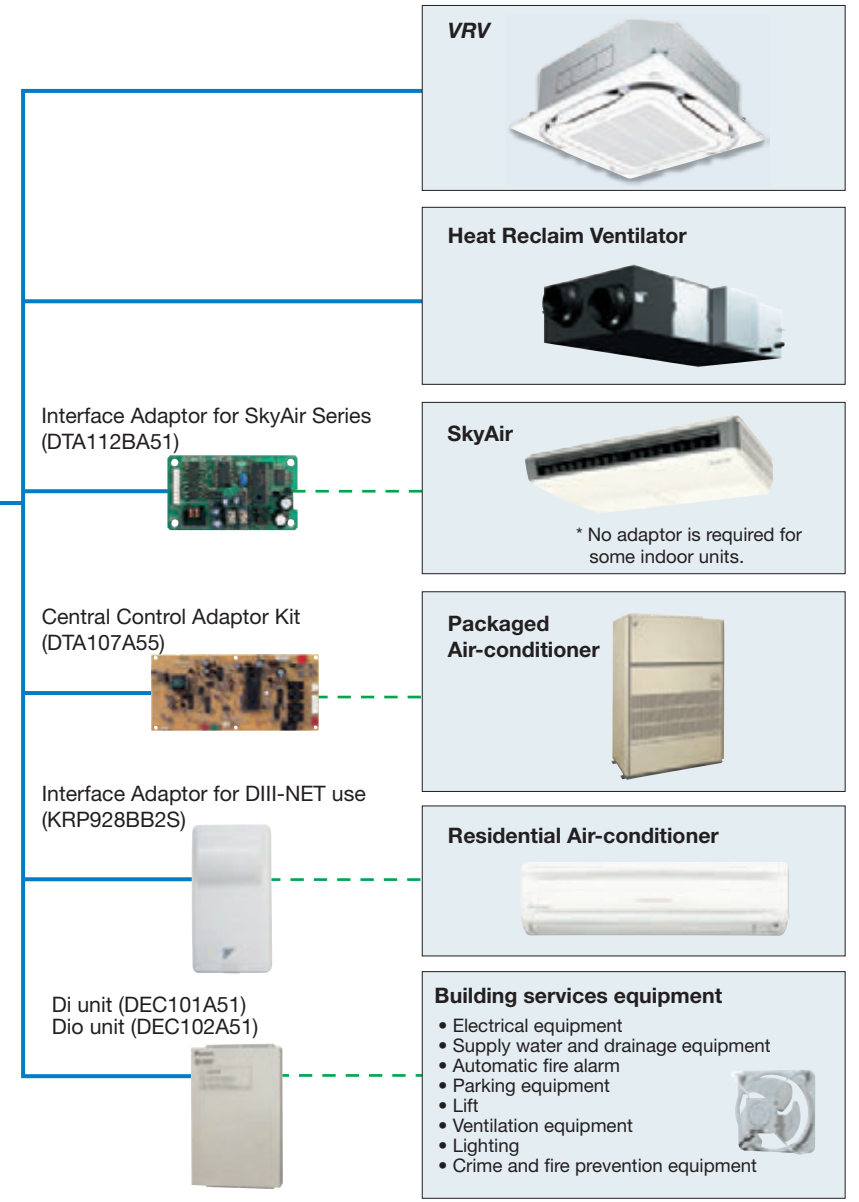 VRV
Heat Reclaim Ventilator
Interface Adaptor for SkyAir Series
(DTA112BA51)
SkyAir
* No adaptor is required for
some indoor units.
Central Control Adaptor Kit
(DTA107A55)
Packaged
Air-conditioner
Interface Adaptor for DIII-NET use
(KRP928BB2S)
Residential Air-conditioner
Di unit (DEC101A51)
Dio unit (DEC102A51)
Building services equipment
• Electrical equipment
• Supply water and drainage equipment
• Automatic fire alarm
• Parking equipment
• Lift
• Ventilation equipment
• Lighting
• Crime and fire prevention equipment